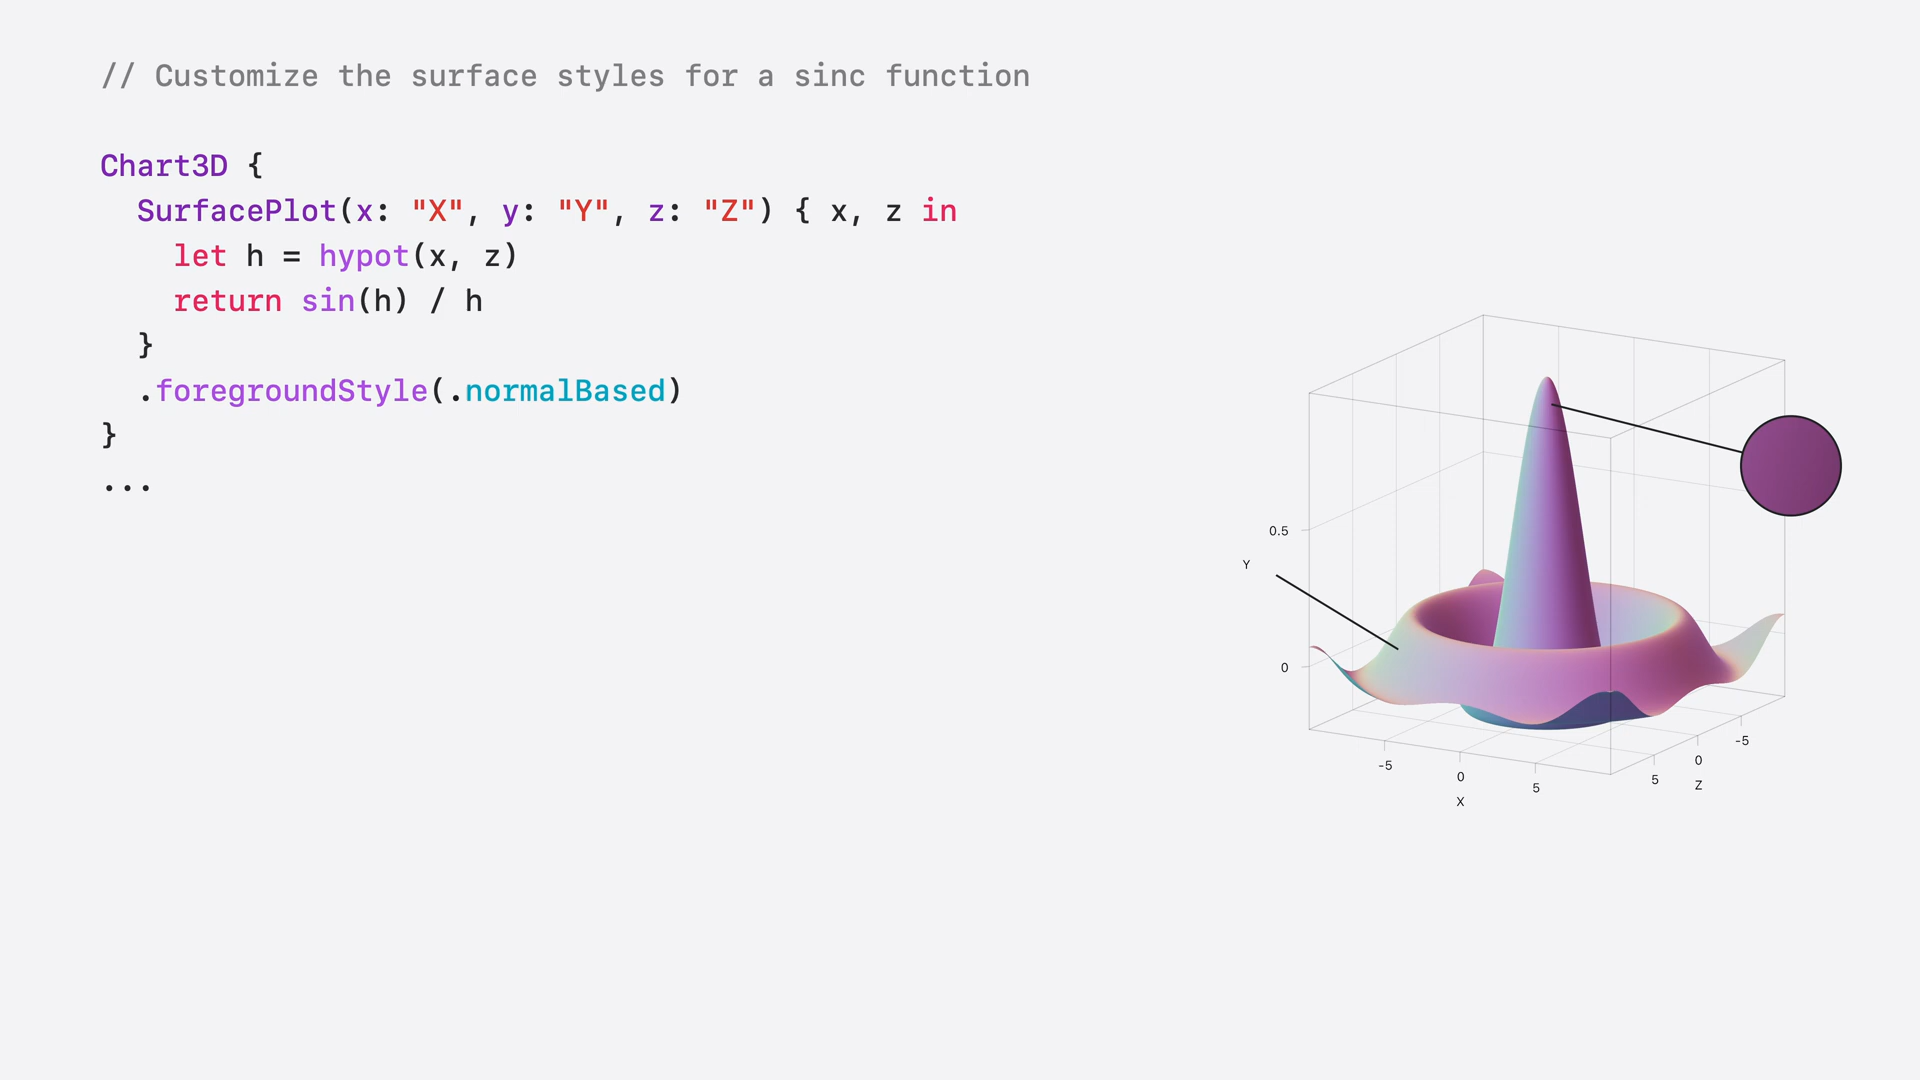 // Customize the surface styles for a sinc function
Chart3D {
SurfacePlot(x: "X", y: "Y", z: "Z") { x, z in
let h = hypot(x, z)
return sin(h) / h
}
.foregroundStyle(.normalBased)
}
...
0.5
Y
0
-5
0
5
X
5
0
-5
Z